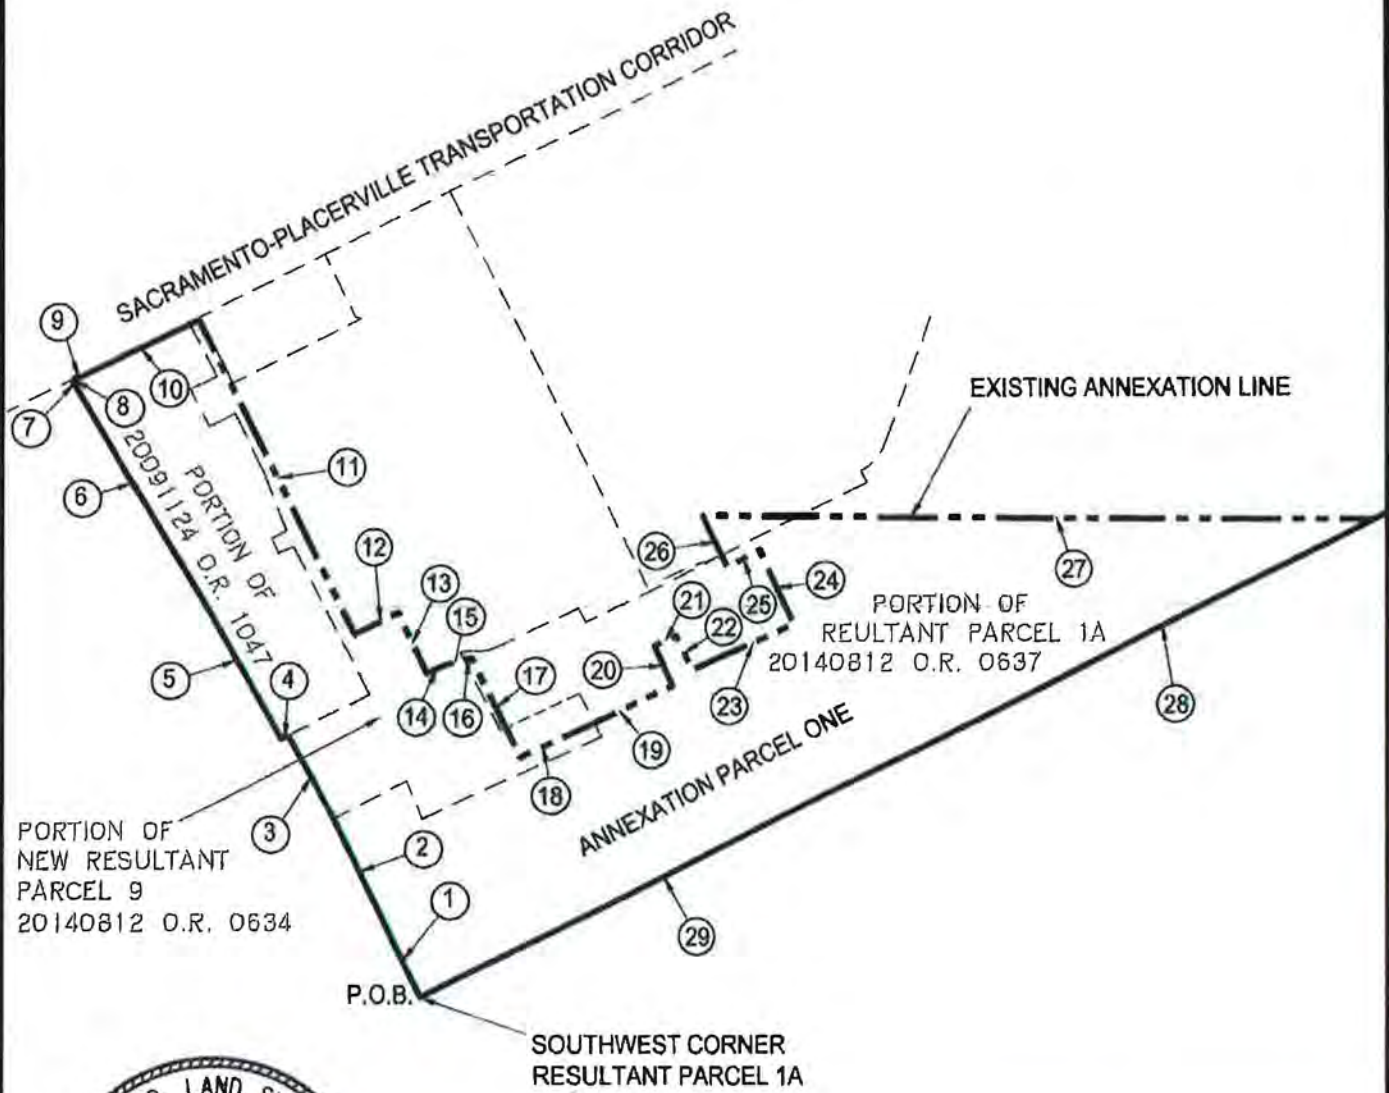 SACRAMENTO-PLACERVILLE TRANSPORTATION CORRIDOR
9
10
7
8
EXISTING ANNEXATION LINE
6
11
PORTION OF
20091124 O.R. 1047
12
13
15
26
21
22
25
24
27
PORTION OF
REULTANT PARCEL 1A
20140812 O.R. 0637
5
4
14
16
17
20
23
28
18
19
ANNEXATION PARCEL ONE
PORTION OF
NEW RESULTANT
PARCEL 9
20140812 O.R. 0634
3
2
1
29
P.O.B.
SOUTHWEST CORNER
RESULTANT PARCEL 1A
LAND